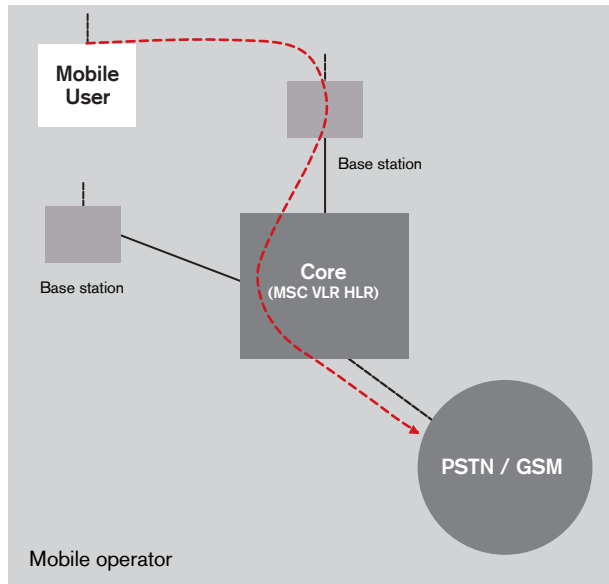 Mobile
User
Base station
Base station
Core
(MSC VLR HLR)
PSTN / GSM
Mobile operator